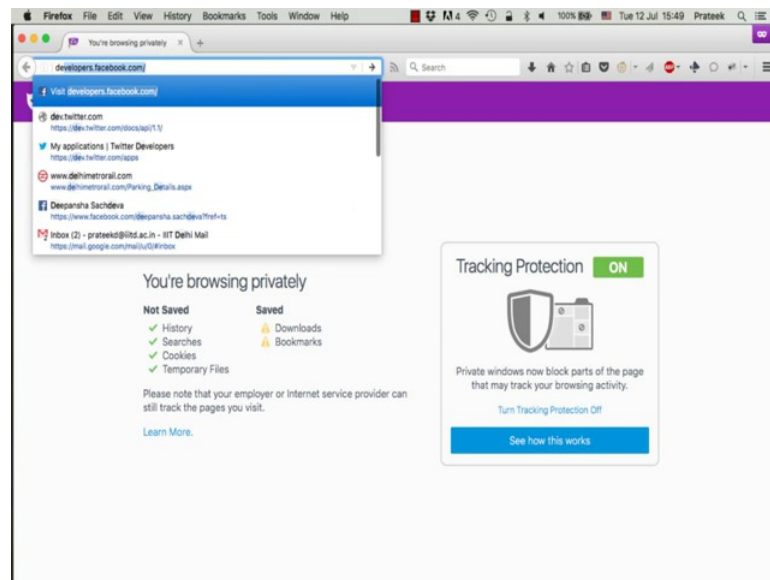 Firefox File Edit View History Bookmarks Tools Window Help 4 100% Tue 12 Jul 15:49 Prateek
You're browsing privately
developers.facebook.com/ Search
Visit developers.facebook.com/
dev.twitter.com
https://dev.twitter.com/docs/api/1.1/
My applications | Twitter Developers
https://dev.twitter.com/apps
www.delhimetrorail.com
www.delhimetrorail.com/Parking_Details.aspx
Deepansha Sachdeva
https://www.facebook.com/deepansha.sachdeva?fref=ts
Inbox (2) - prateekd@iiitd.ac.in - IIIT Delhi Mail
https://mail.google.com/mail/u/0/#inbox
You're browsing privately
Not Saved Saved
History Downloads
Searches Bookmarks
Cookies
Temporary Files
Please note that your employer or Internet service provider can
still track the pages you visit.
Learn More.
Tracking Protection ON
Private windows now block parts of the page
that may track your browsing activity.
Turn Tracking Protection Off
See how this works